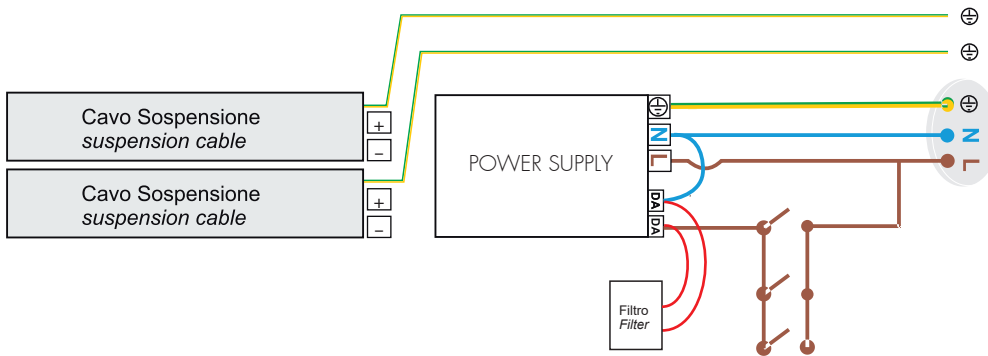 Cavo Sospensione
suspension cable
+
–
Cavo Sospensione
suspension cable
+
–
POWER SUPPLY
N
L
DA
DA
N
L
Filtro
Filter